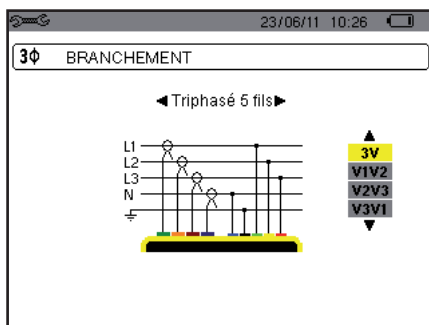 23/06/11 10:26
3Φ BRANCHEMENT
◀Triphasé 5 fils▶
L1
L2
L3
N
3V
V1V2
V2V3
V3V1